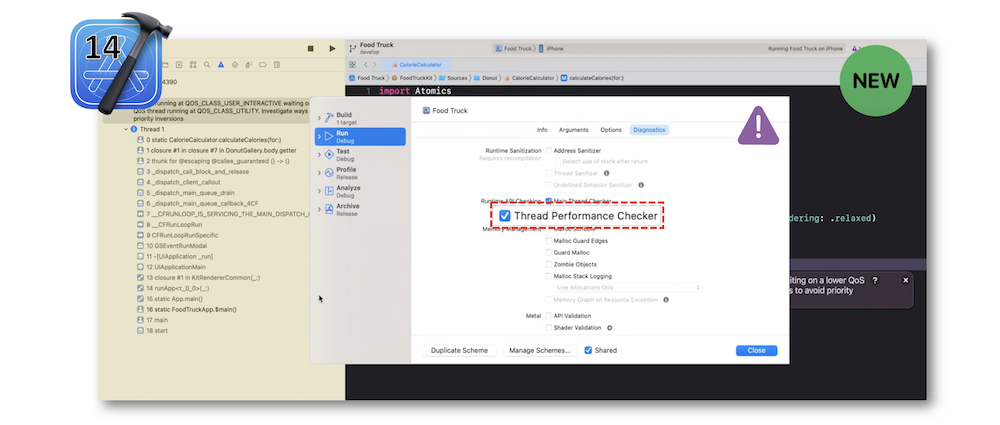 14
NEW
Food Truck
develop
Food Truck
iPhone
Running Food Truck on iPhone
CalorieCalculator
Food Truck
FoodTruckKit
Sources
Donut
CalorieCalculator
M calculateCalories(for:)
1 import Atomics
4390
running at QOS_CLASS_USER_INTERACTIVE waiting on
QoS thread running at QOS_CLASS_UTILITY. Investigate ways
priority inversions
Thread 1
0 static CalorieCalculator.calculateCalories(for:)
1 closure #1 in closure #7 in DonutGallery.body.getter
2 thunk for @escaping @callee_guaranteed () -> ()
3 _dispatch_call_block_and_release
4 _dispatch_client_callout
5 _dispatch_main_queue_drain
6 _dispatch_main_queue_callback_4CF
7 __CFRUNLOOP_IS_SERVICING_THE_MAIN_DISPATCH_
8 __CFRunLoopRun
9 CFRunLoopRunSpecific
10 GSEventRunModal
11 -[UIApplication _run]
12 UIApplicationMain
13 closure #1 in KitRendererCommon(_:)
14 runApp<t_0_0>(_:)
15 static App.main()
16 static FoodTruckApp.$main()
17 main
18 start
Build
1 target
Run
Debug
Test
Debug
Profile
Release
Analyze
Debug
Archive
Release
Food Truck
Info
Arguments
Options
Diagnostics
Runtime Sanitization
Requires recompilation
Address Sanitizer
Detect use of stack after return
Thread Sanitizer
Undefined Behavior Sanitizer
Runtime API Checking
Main Thread Checker
Thread Performance Checker
Memory Management
Malloc Scribble
Malloc Guard Edges
Guard Malloc
Zombie Objects
Malloc Stack Logging
Live Allocations Only
Memory Graph on Resource Exception
Metal
API Validation
Shader Validation
Duplicate Scheme
Manage Schemes...
Shared
Close
dering: .relaxed)
iting on a lower QoS
s to avoid priority